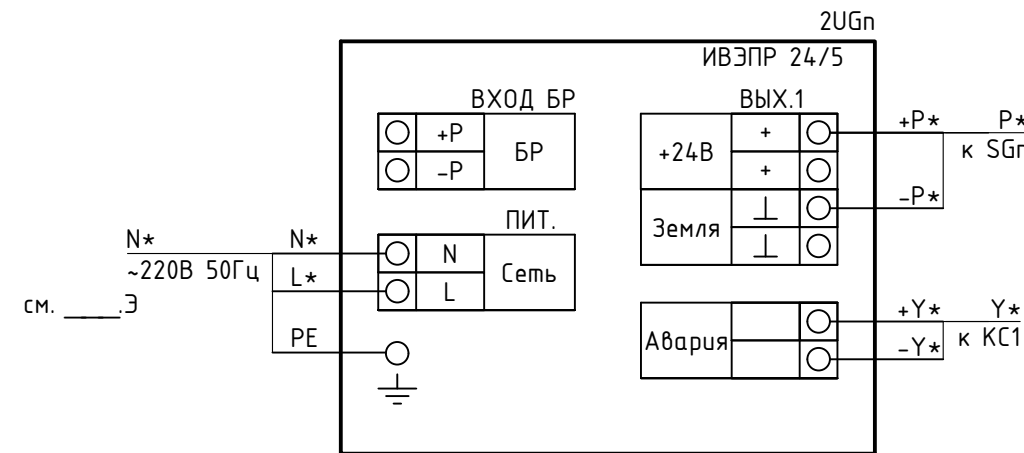 2UGn
ИВЭПР 24/5
ВХОД БР
+P
-P
БР
ВЫХ.1
+24В
+
+
Земля
+P*
-P*
P*
к SGn
ПИТ.
N
L
Сеть
N*
~220В 50Гц
см. ____.Э
N*
L*
PE
Авария
+Y*
-Y*
Y*
к КС1